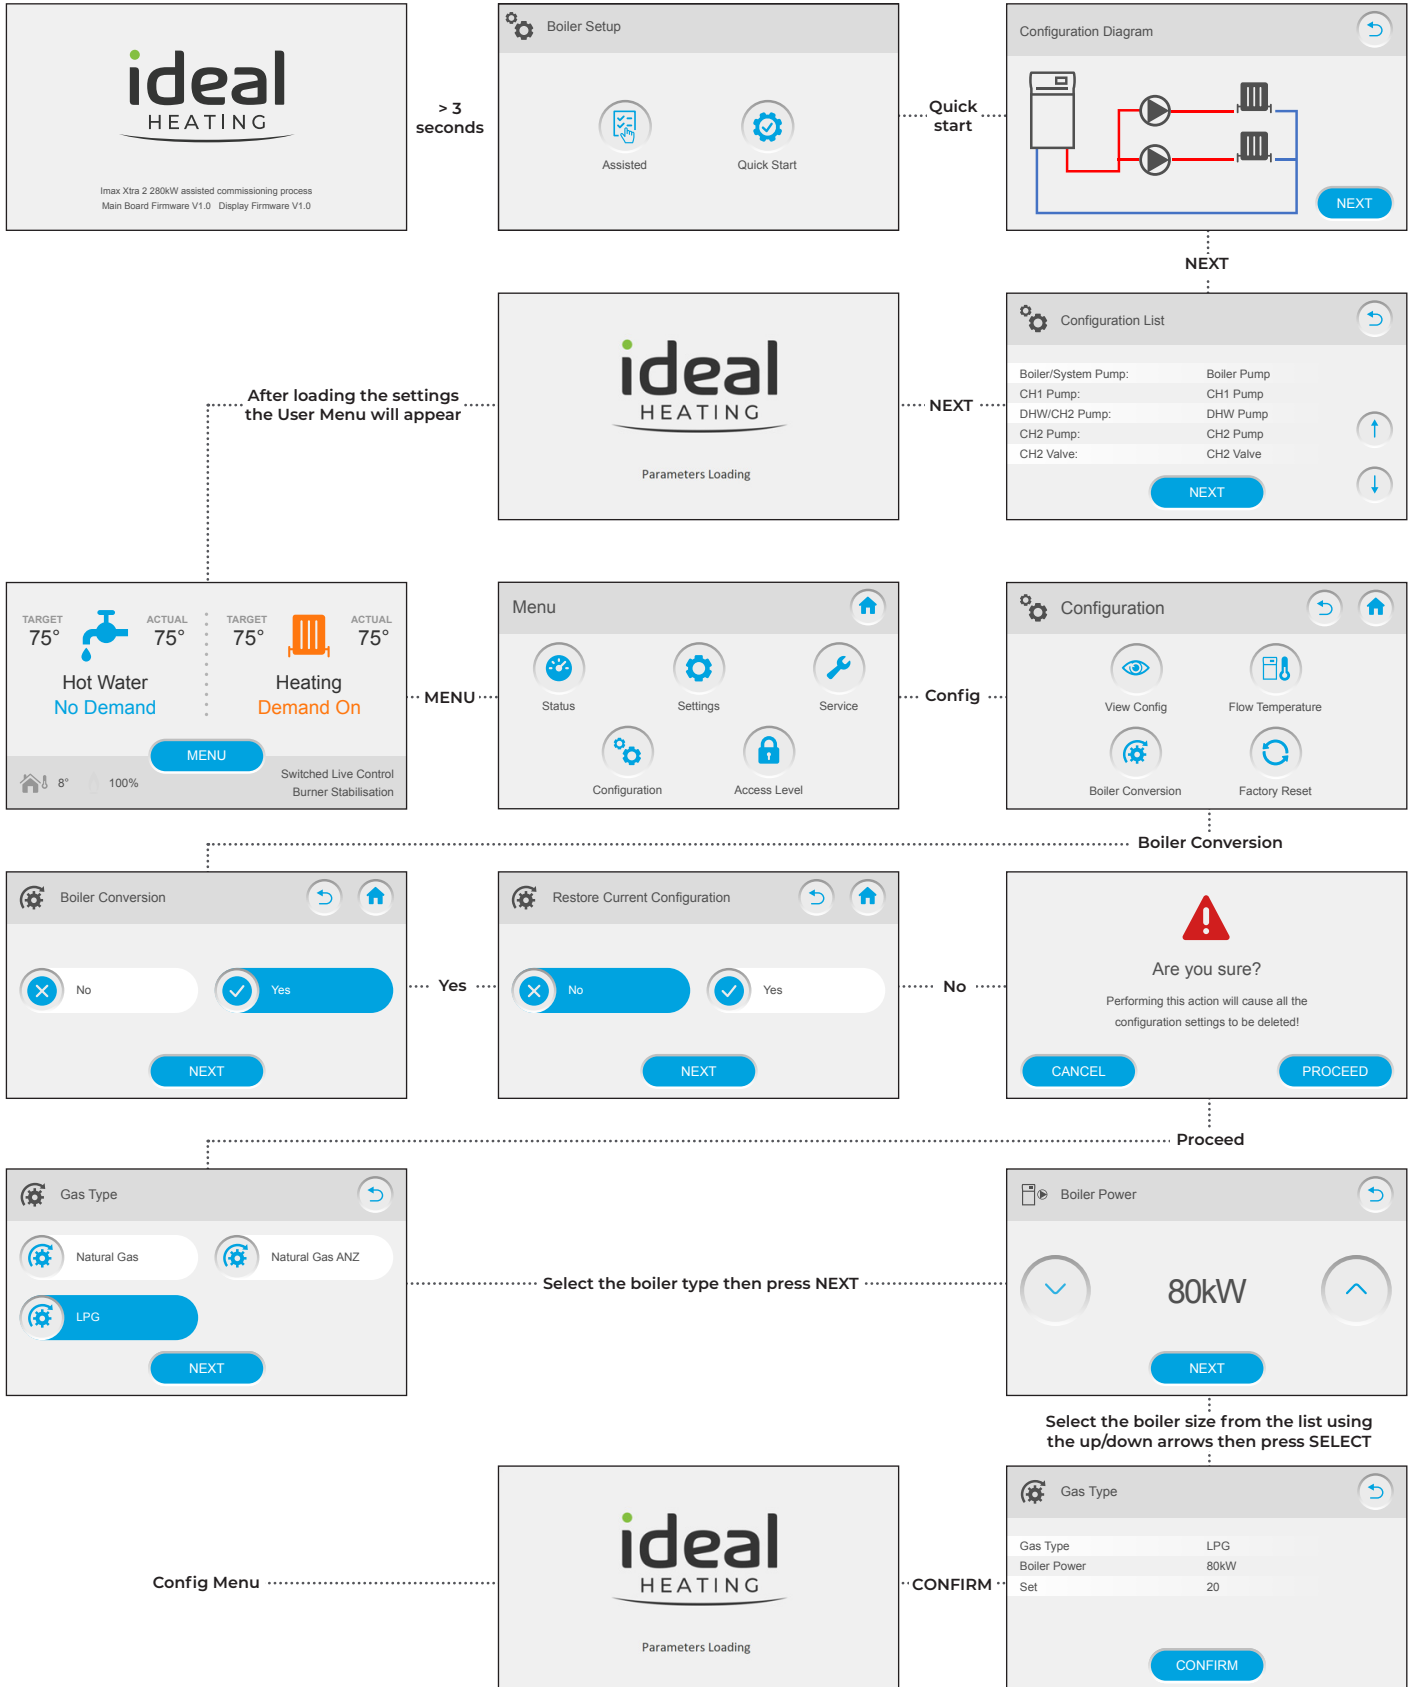 ideal
HEATING
Imax Xtra 2 280kW assisted commissioning process
Main Board Firmware V1.0 Display Firmware V1.0
> 3
seconds
Boiler Setup
Assisted
Quick Start
Quick
start
Configuration Diagram
NEXT
NEXT
Configuration List
Boiler/System Pump: Boiler Pump
CH1 Pump: CH1 Pump
DHW/CH2 Pump: DHW Pump
CH2 Pump: CH2 Pump
CH2 Valve: CH2 Valve
NEXT
NEXT
ideal
HEATING
Parameters Loading
After loading the settings
the User Menu will appear
TARGET
75°
ACTUAL
75°
Hot Water
No Demand
TARGET
75°
ACTUAL
75°
Heating
Demand On
MENU
8° 100%
Switched Live Control
Burner Stabilisation
MENU
Menu
Status
Settings
Service
Configuration
Access Level
Config
Configuration
View Config
Flow Temperature
Boiler Conversion
Factory Reset
Boiler Conversion
Boiler Conversion
No
Yes
NEXT
Yes
Restore Current Configuration
No
Yes
NEXT
No
Are you sure?
Performing this action will cause all the
configuration settings to be deleted!
CANCEL
PROCEED
Proceed
Gas Type
Natural Gas
Natural Gas ANZ
LPG
NEXT
Select the boiler type then press NEXT
Boiler Power
80kW
NEXT
Select the boiler size from the list using
the up/down arrows then press SELECT
Gas Type
Gas Type LPG
Boiler Power 80kW
Set 20
CONFIRM
CONFIRM
ideal
HEATING
Parameters Loading
Config Menu